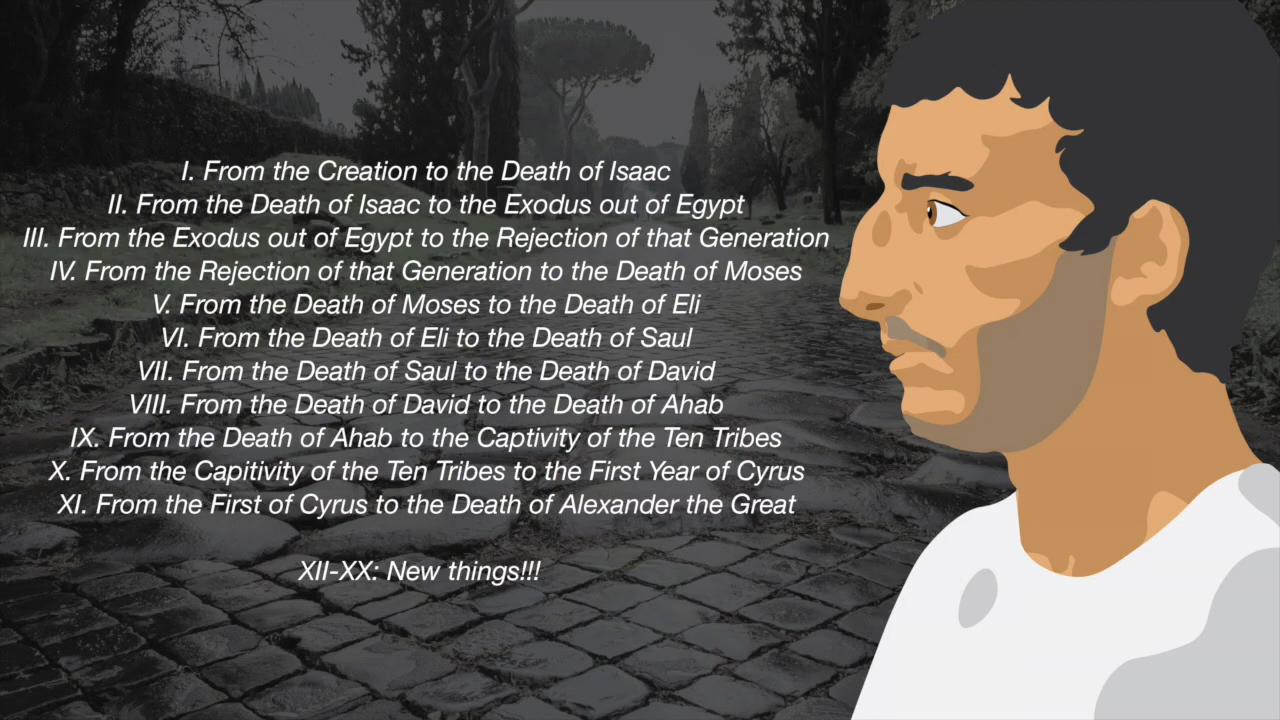 I. From the Creation to the Death of Isaac
II. From the Death of Isaac to the Exodus out of Egypt
III. From the Exodus out of Egypt to the Rejection of that Generation
IV. From the Rejection of that Generation to the Death of Moses
V. From the Death of Moses to the Death of Eli
VI. From the Death of Eli to the Death of Saul
VII. From the Death of Saul to the Death of David
VIII. From the Death of David to the Death of Ahab
IX. From the Death of Ahab to the Captivity of the Ten Tribes
X. From the Capitivity of the Ten Tribes to the First Year of Cyrus
XI. From the First of Cyrus to the Death of Alexander the Great
XII-XX: New things!!!